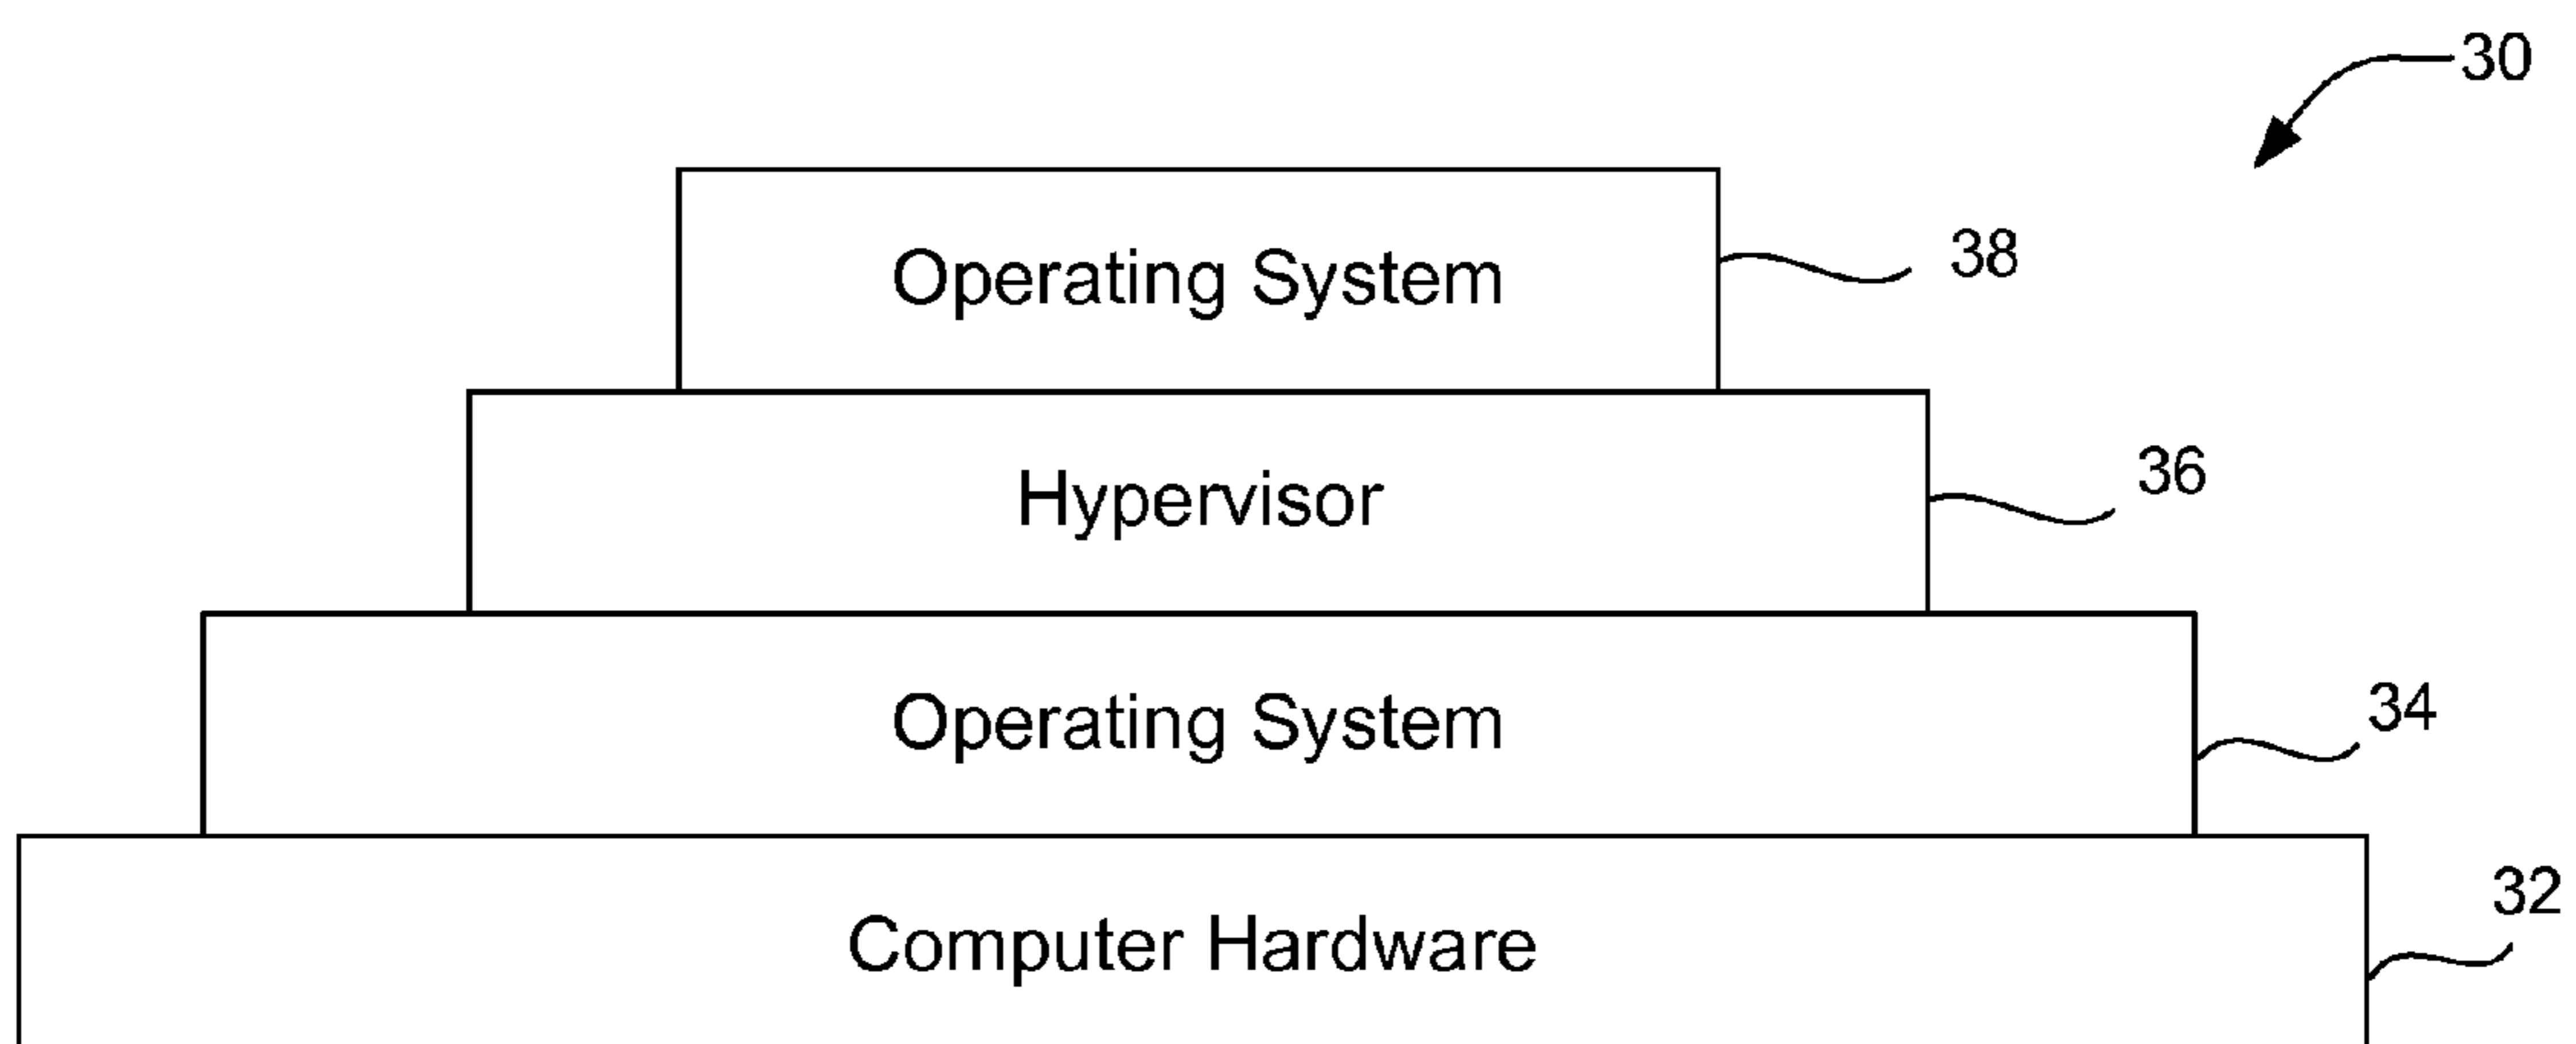 30
Operating System
38
Hypervisor
36
Operating System
34
Computer Hardware
32